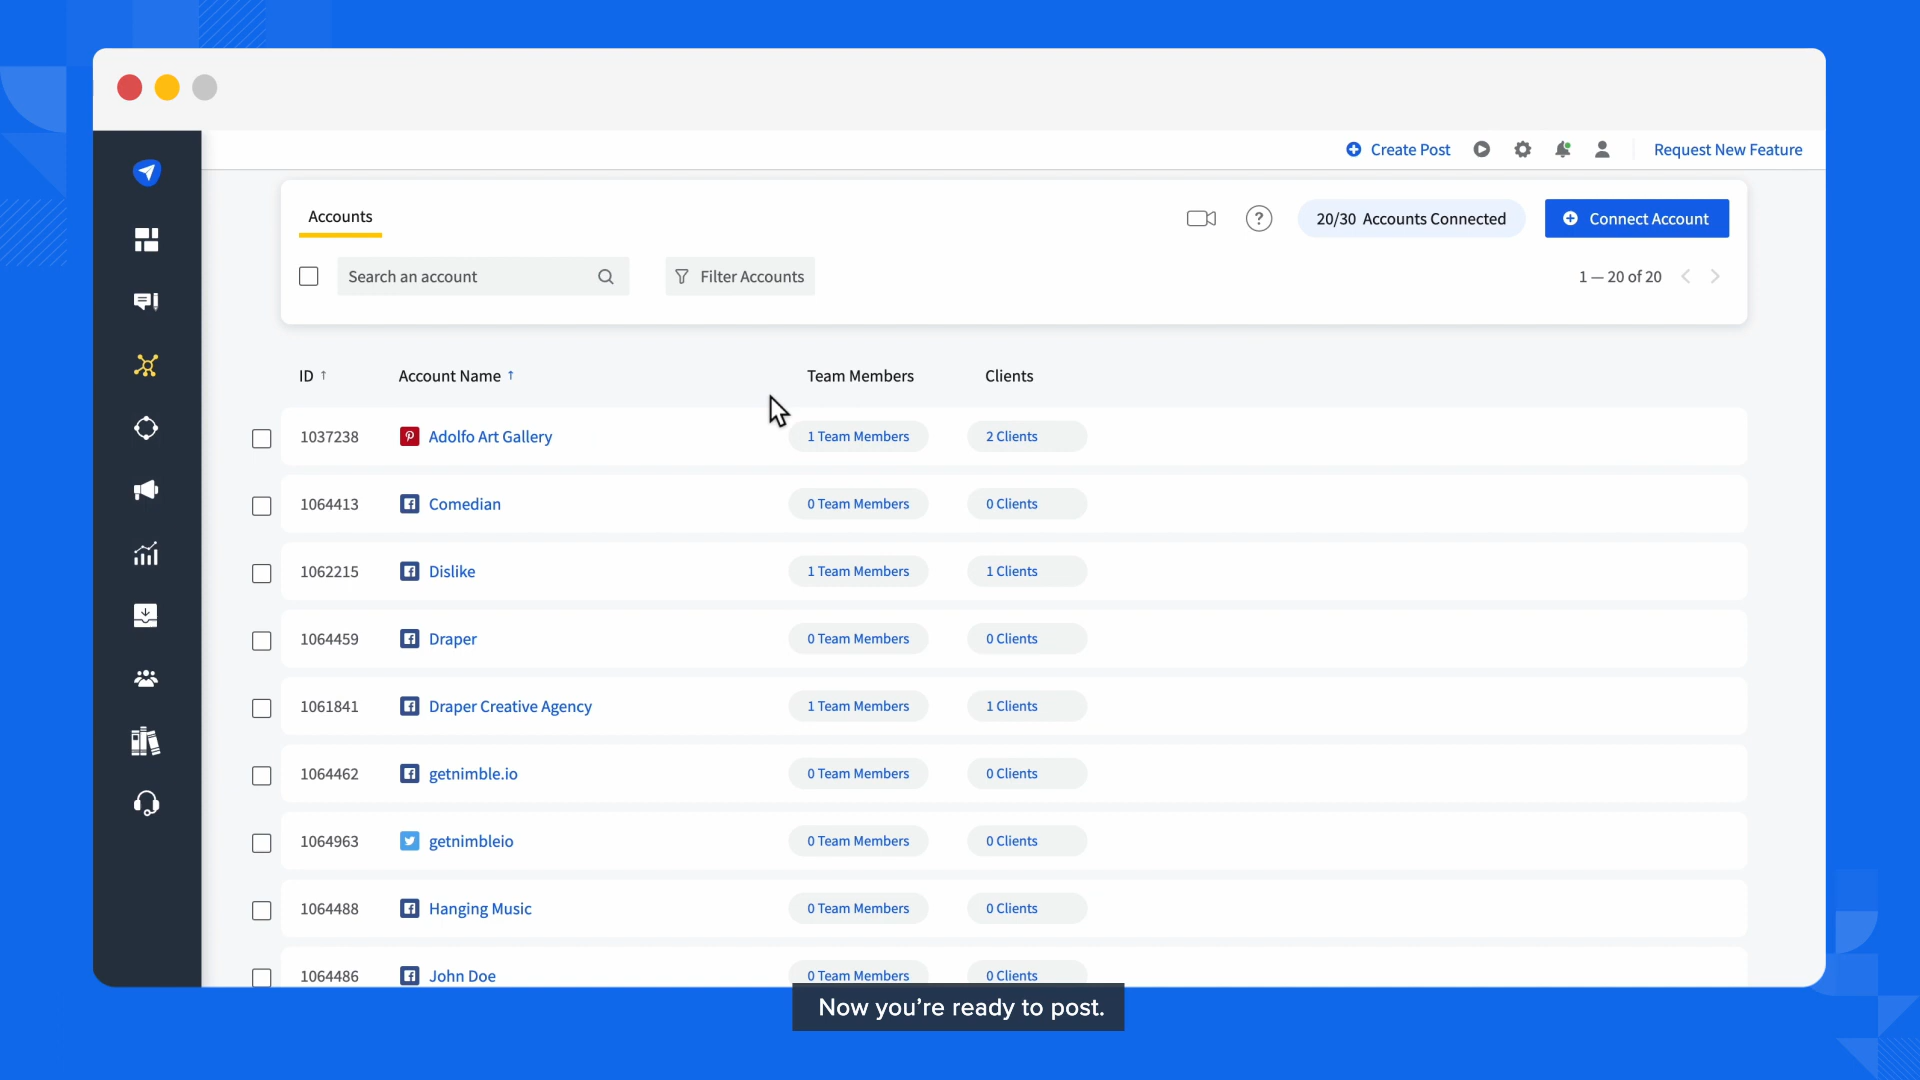 Create Post
Request New Feature
Accounts
20/30 Accounts Connected
Connect Account
Search an account
Filter Accounts
1 — 20 of 20
ID ↑ Account Name ↑ Team Members Clients
1037238 Adolfo Art Gallery 1 Team Members 2 Clients
1064413 Comedian 0 Team Members 0 Clients
1062215 Dislike 1 Team Members 1 Clients
1064459 Draper 0 Team Members 0 Clients
1061841 Draper Creative Agency 1 Team Members 1 Clients
1064462 getnimble.io 0 Team Members 0 Clients
1064963 getnimbleio 0 Team Members 0 Clients
1064488 Hanging Music 0 Team Members 0 Clients
1064486 John Doe 0 Team Members 0 Clients
Now you’re ready to post.